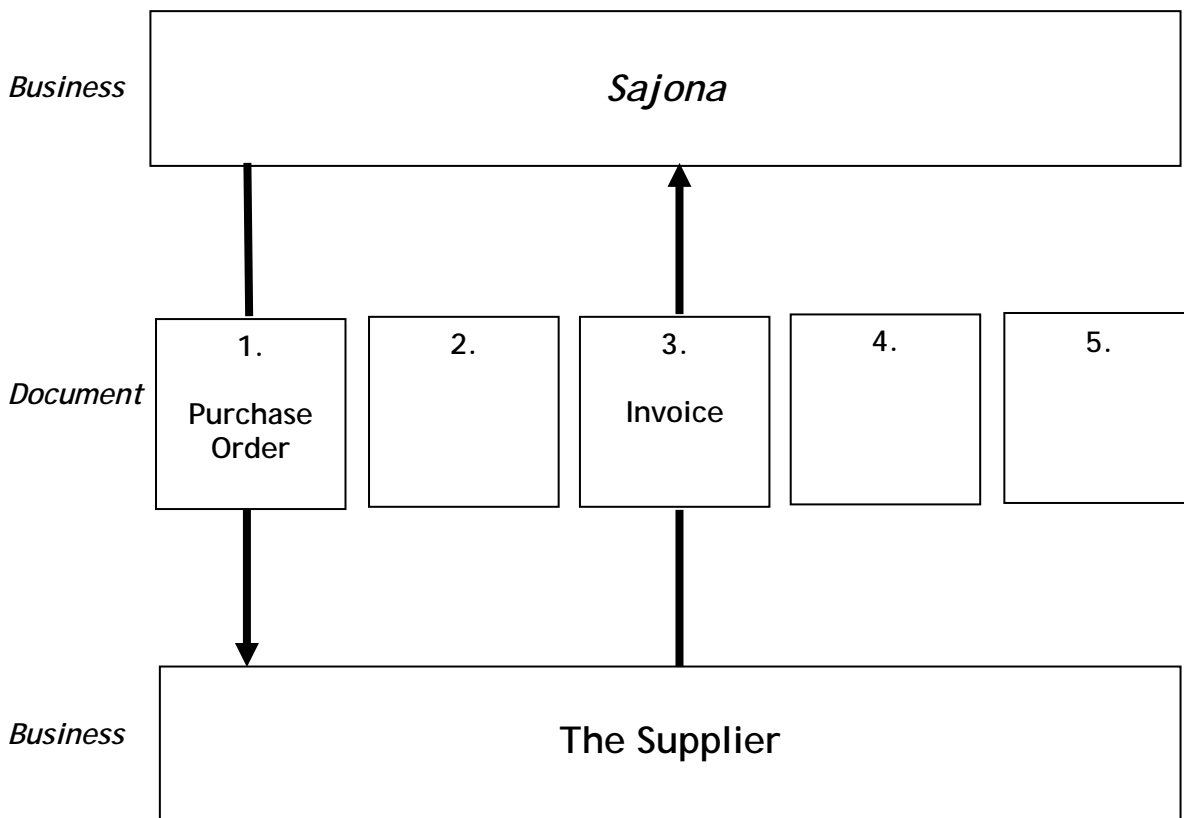 Business
Sajona
1.
2.
3.
4.
5.
Document
Purchase
Order
Invoice
Business
The Supplier